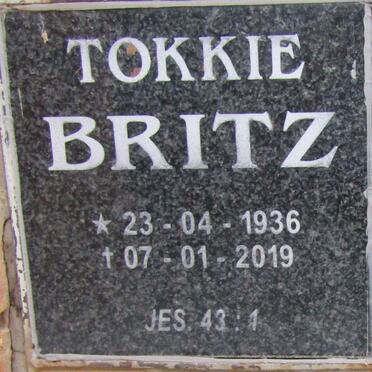 TOKKIE
BRITZ
★ 23 - 04 - 1936
† 07 - 01 - 2019
JES. 43 : 1